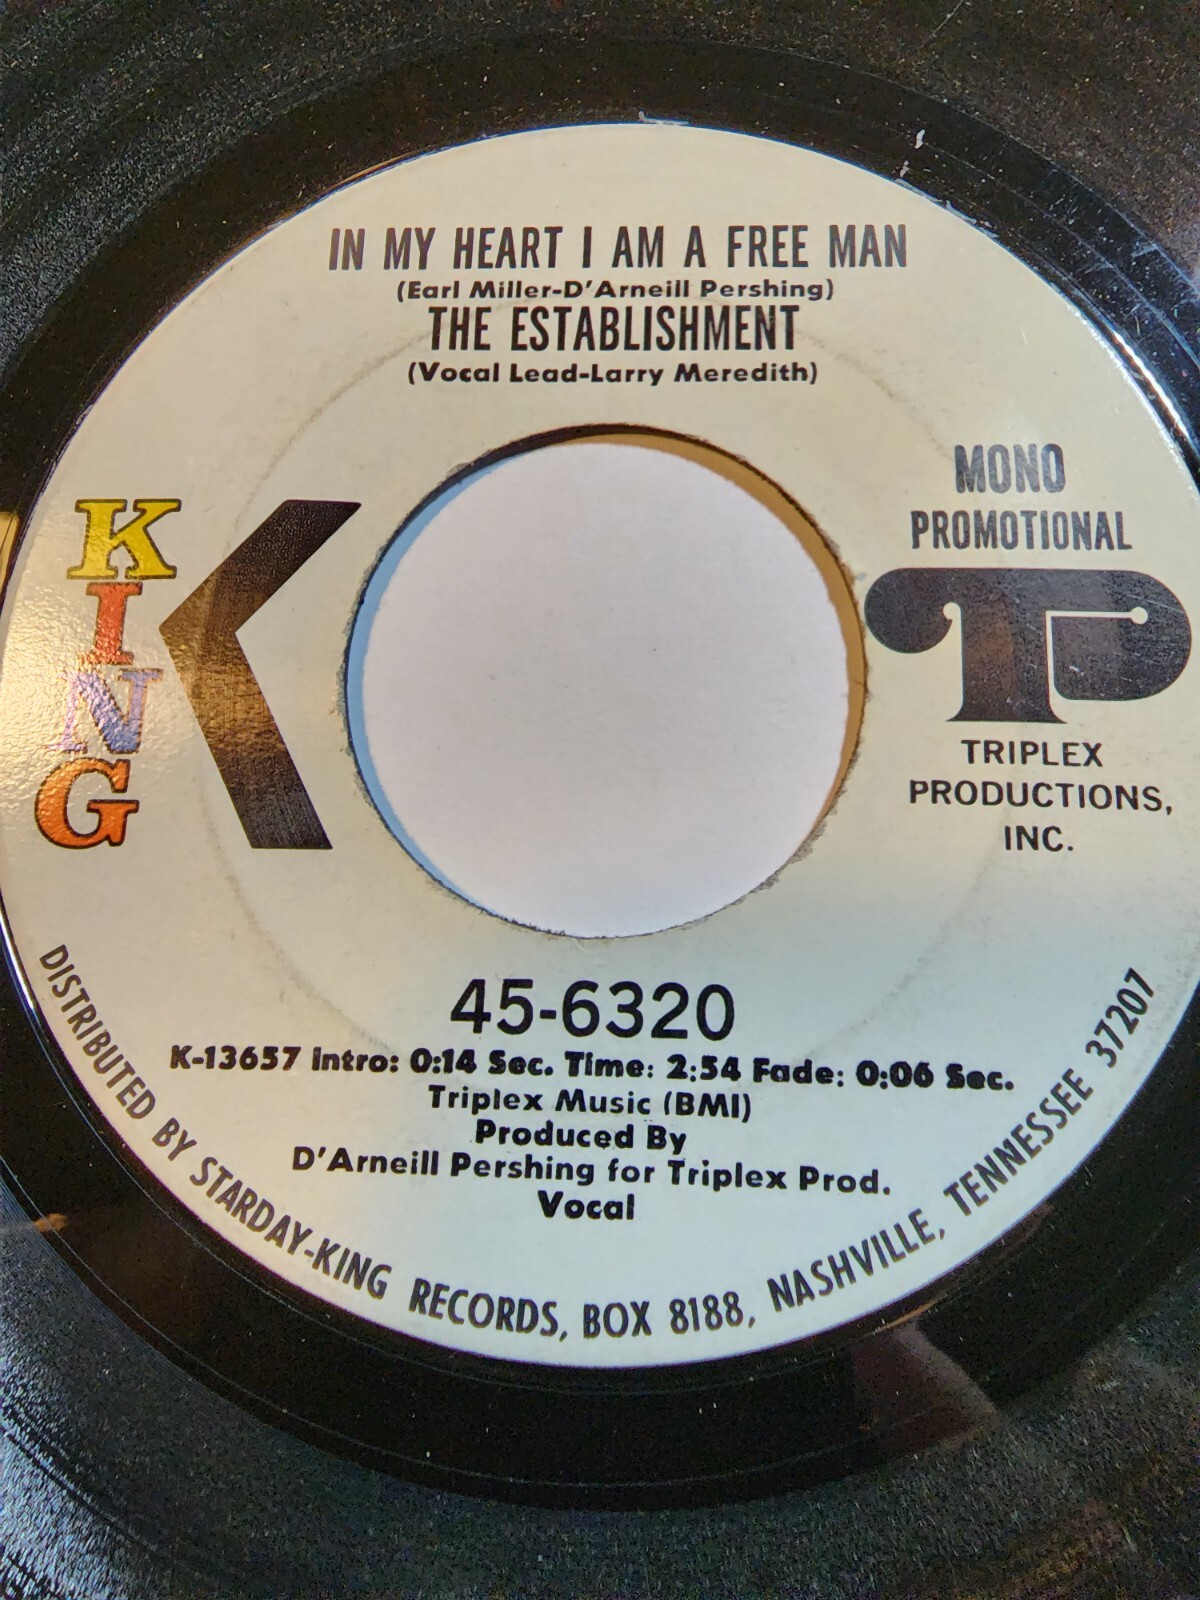 IN MY HEART I AM A FREE MAN
(Earl Miller-D'Arneill Pershing)
THE ESTABLISHMENT
(Vocal Lead-Larry Meredith)
MONO
PROMOTIONAL
KING
K
TP
TRIPLEX
PRODUCTIONS,
INC.
45-6320
K-13657 Intro: 0:14 Sec. Time: 2:54 Fade: 0:06 Sec.
Triplex Music (BMI)
Produced By
D'Arneill Pershing for Triplex Prod.
Vocal
DISTRIBUTED BY STARDAY-KING RECORDS, BOX 8188, NASHVILLE, TENNESSEE 37207